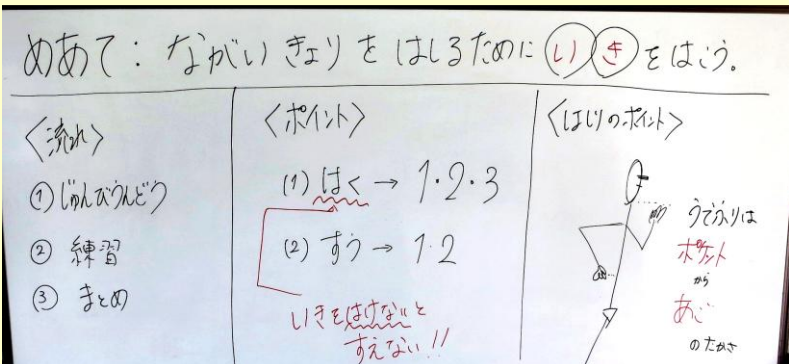 めあて：ながいきょりをはしるためにいきをはこう。
〈流れ〉
①じゅんびうんどう
②練習
③まとめ
〈ポイント〉
(1)はく→1・2・3
(2)すう→1・2
いきをはけないと
すえない!!
〈はしりのポイント〉
うでふりは
ポケット
から
あご
のたかさ